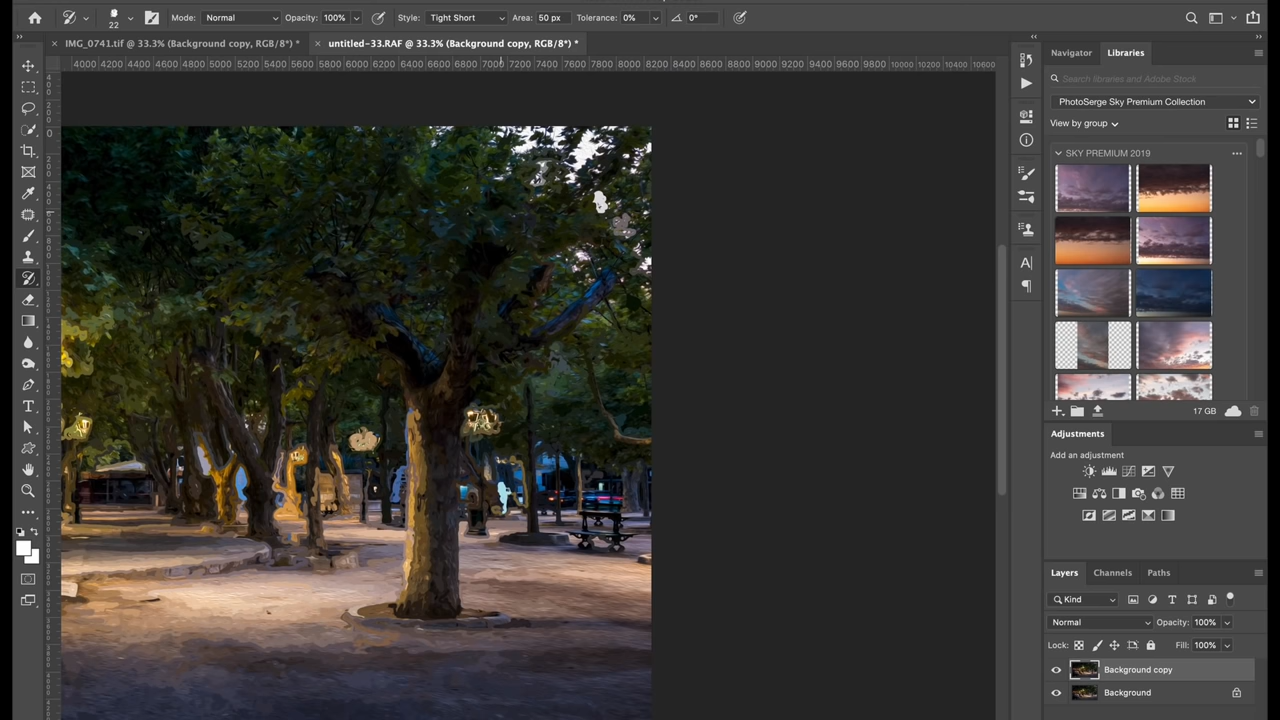 22
Mode: Normal Opacity: 100% Style: Tight Short Area: 50 px Tolerance: 0% 0°
× IMG_0741.tif @ 33.3% (Background copy, RGB/8*) *
× untitled-33.RAF @ 33.3% (Background copy, RGB/8*) *
4000 4200 4400 4600 4800 5000 5200 5400 5600 5800 6000 6200 6400 6600 6800 7000 7200 7400 7600 7800 8000 8200 8400 8600 8800 9000 9200 9400 9600 9800 10000 10200 10400 10600
Navigator Libraries
Search libraries and Adobe Stock
PhotoSerge Sky Premium Collection
View by group
SKY PREMIUM 2019
17 GB
Adjustments
Add an adjustment
Layers Channels Paths
Kind
Normal Opacity: 100%
Lock: Fill: 100%
Background copy
Background